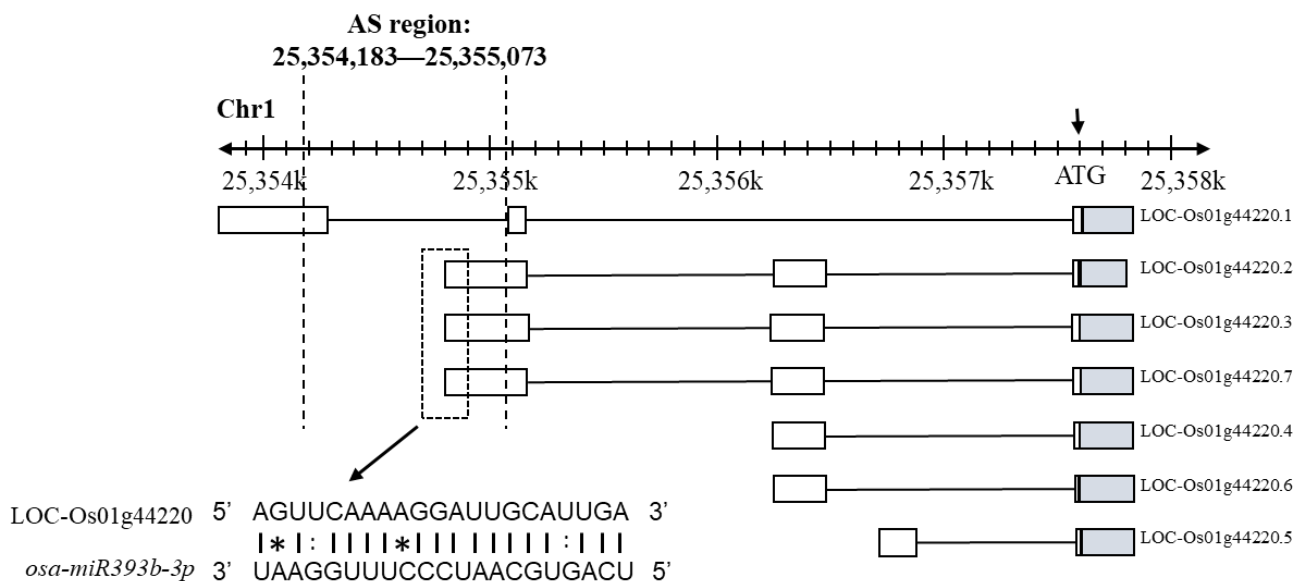 AS region:
25,354,183—25,355,073
Chr1
25,354k 25,355k 25,356k 25,357k ATG 25,358k
LOC-Os01g44220.1
LOC-Os01g44220.2
LOC-Os01g44220.3
LOC-Os01g44220.7
LOC-Os01g44220.4
LOC-Os01g44220.6
LOC-Os01g44220.5
LOC-Os01g44220 5’ AGUUCAAAAGGAUUGCAUUGA 3’
| * | : | | | | * | | | | | | | | : | | |
osa-miR393b-3p 3’ UAAGGUUUCCCUAACGUGACU 5’